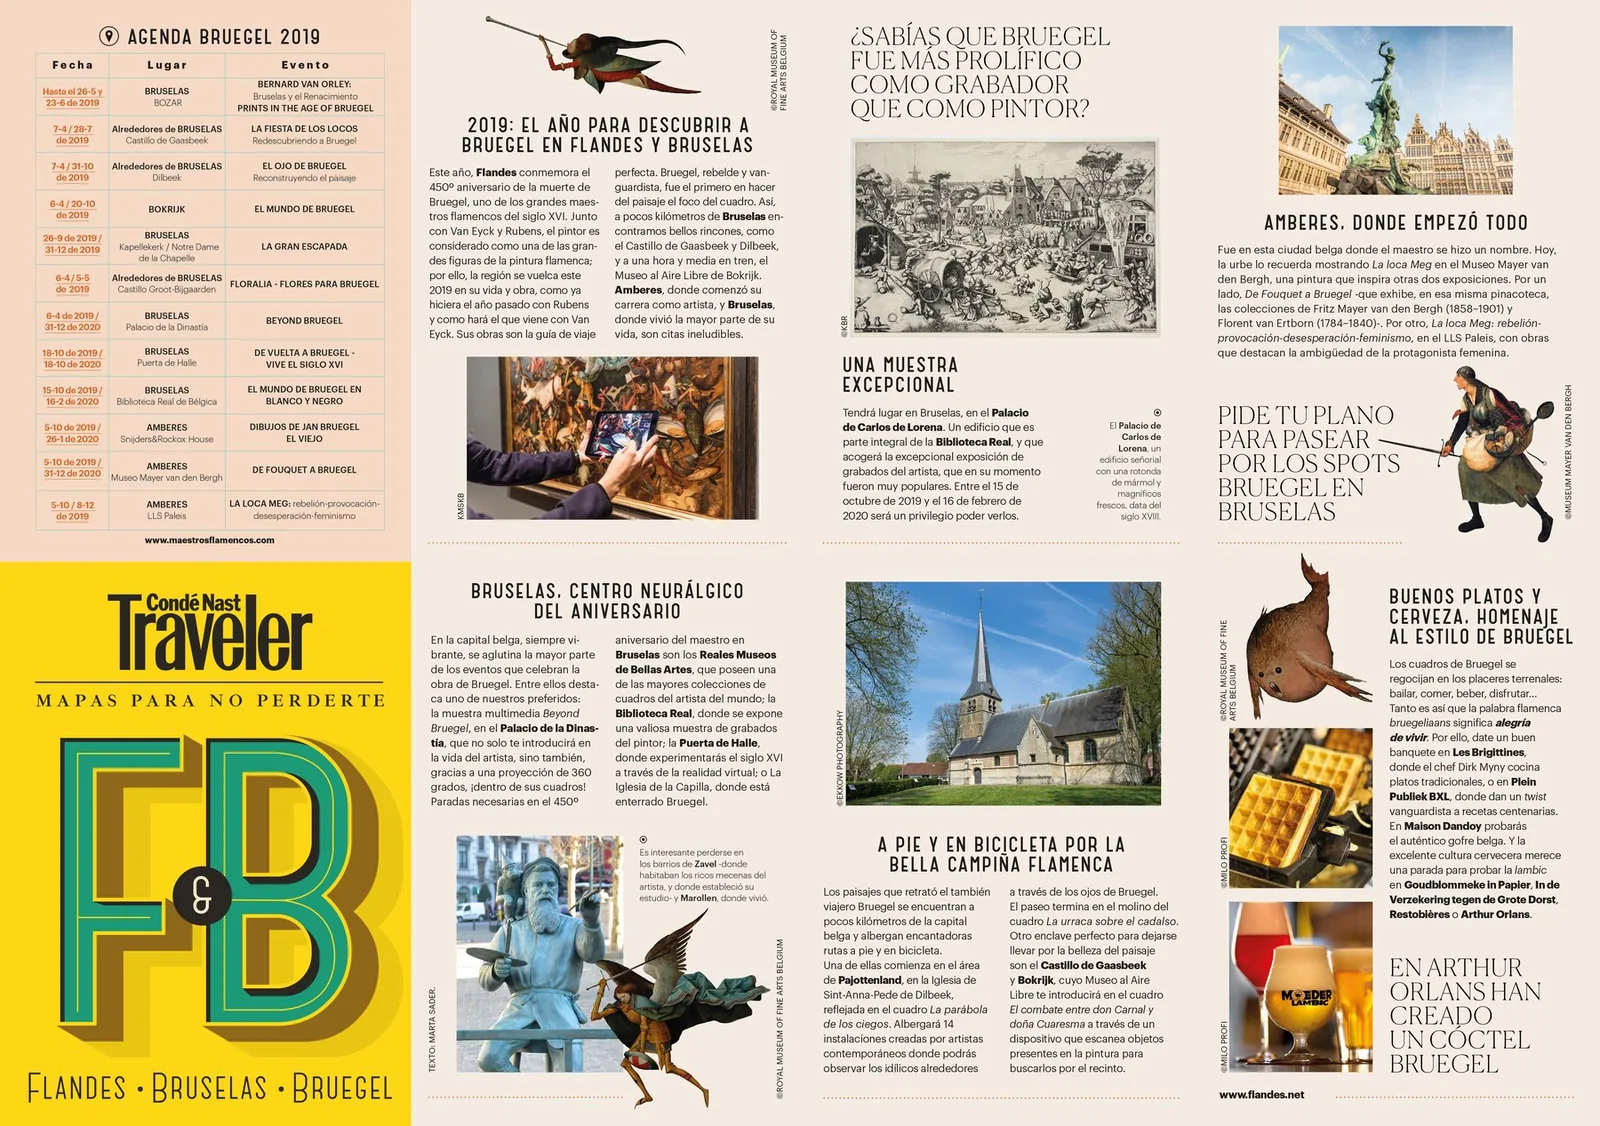 AGENDA BRUEGEL 2019
Fecha
Lugar
Evento
Hasta el 26-5 y
23-6 de 2019
BRUSELAS
BOZAR
BERNARD VAN ORLEY:
Bruselas y el Renacimiento
PRINTS IN THE AGE OF BRUEGEL
7-4 / 28-7
de 2019
Alrededores de BRUSELAS
Castillo de Gaasbeek
LA FIESTA DE LOS LOCOS
Redescubriendo a Bruegel
7-4 / 31-10
de 2019
Alrededores de BRUSELAS
Dilbeek
EL OJO DE BRUEGEL
Reconstruyendo el paisaje
6-4 / 20-10
de 2019
BOKRIJK
EL MUNDO DE BRUEGEL
26-9 de 2019 /
31-12 de 2019
BRUSELAS
Kapellekerk / Notre Dame
de la Chapelle
LA GRAN ESCAPADA
6-4 / 5-5
de 2019
Alrededores de BRUSELAS
Castillo Groot-Bijgaarden
FLORALIA - FLORES PARA BRUEGEL
6-4 de 2019 /
31-12 de 2020
BRUSELAS
Palacio de la Dinastía
BEYOND BRUEGEL
18-10 de 2019 /
18-10 de 2020
BRUSELAS
Puerta de Halle
DE VUELTA A BRUEGEL -
VIVE EL SIGLO XVI
15-10 de 2019 /
16-2 de 2020
BRUSELAS
Biblioteca Real de Bélgica
EL MUNDO DE BRUEGEL EN
BLANCO Y NEGRO
5-10 de 2019 /
26-1 de 2020
AMBERES
Snijders&Rockox House
DIBUJOS DE JAN BRUEGEL
EL VIEJO
5-10 de 2019 /
31-12 de 2020
AMBERES
Museo Mayer van den Bergh
DE FOUQUET A BRUEGEL
5-10 / 8-12
de 2019
AMBERES
LLS Paleis
LA LOCA MEG: rebelión-provocación-
desesperación-feminismo
www.maestrosflamencos.com
Condé Nast
Traveler
MAPAS PARA NO PERDERTE
F&B
FLANDES · BRUSELAS · BRUEGEL
©ROYAL MUSEUM OF
FINE ARTS BELGIUM
2019: EL AÑO PARA DESCUBRIR A
BRUEGEL EN FLANDES Y BRUSELAS
Este año, Flandes conmemora el
450º aniversario de la muerte de
Bruegel, uno de los grandes maes-
tros flamencos del siglo XVI. Junto
con Van Eyck y Rubens, el pintor es
considerado como una de las gran-
des figuras de la pintura flamenca;
por ello, la región se vuelca este
2019 en su vida y obra, como ya
hiciera el año pasado con Rubens
y como hará el que viene con Van
Eyck. Sus obras son la guía de viaje
perfecta. Bruegel, rebelde y van-
guardista, fue el primero en hacer
del paisaje el foco del cuadro. Así,
a pocos kilómetros de Bruselas en-
contramos bellos rincones, como
el Castillo de Gaasbeek y Dilbeek,
y a una hora y media en tren, el
Museo al Aire Libre de Bokrijk.
Amberes, donde comenzó su
carrera como artista, y Bruselas,
donde vivió la mayor parte de su
vida, son citas ineludibles.
KMSKB
BRUSELAS, CENTRO NEURÁLGICO
DEL ANIVERSARIO
En la capital belga, siempre vi-
brante, se aglutina la mayor parte
de los eventos que celebran la
obra de Bruegel. Entre ellos desta-
ca uno de nuestros preferidos:
la muestra multimedia Beyond
Bruegel, en el Palacio de la Dinas-
tía, que no solo te introducirá en
la vida del artista, sino también,
gracias a una proyección de 360
grados, ¡dentro de sus cuadros!
Paradas necesarias en el 450º
aniversario del maestro en
Bruselas son los Reales Museos
de Bellas Artes, que poseen una
de las mayores colecciones de
cuadros del artista del mundo; la
Biblioteca Real, donde se expone
una valiosa muestra de grabados
del pintor; la Puerta de Halle,
donde experimentarás el siglo XVI
a través de la realidad virtual; o La
Iglesia de la Capilla, donde está
enterrado Bruegel.
Es interesante perderse en
los barrios de Zavel -donde
habitaban los ricos mecenas del
artista, y donde estableció su
estudio- y Marollen, donde vivió.
TEXTO: MARTA SADER.
©ROYAL MUSEUM OF FINE ARTS BELGIUM
¿SABÍAS QUE BRUEGEL
FUE MÁS PROLÍFICO
COMO GRABADOR
QUE COMO PINTOR?
©KBR
UNA MUESTRA
EXCEPCIONAL
Tendrá lugar en Bruselas, en el Palacio
de Carlos de Lorena. Un edificio que es
parte integral de la Biblioteca Real, y que
acogerá la excepcional exposición de
grabados del artista, que en su momento
fueron muy populares. Entre el 15 de
octubre de 2019 y el 16 de febrero de
2020 será un privilegio poder verlos.
El Palacio de
Carlos de
Lorena, un
edificio señorial
con una rotonda
de mármol y
magníficos
frescos, data del
siglo XVIII.
©EKKOW PHOTOGRAPHY
A PIE Y EN BICICLETA POR LA
BELLA CAMPIÑA FLAMENCA
Los paisajes que retrató el también
viajero Bruegel se encuentran a
pocos kilómetros de la capital
belga y albergan encantadoras
rutas a pie y en bicicleta.
Una de ellas comienza en el área
de Pajottenland, en la Iglesia de
Sint-Anna-Pede de Dilbeek,
reflejada en el cuadro La parábola
de los ciegos. Albergará 14
instalaciones creadas por artistas
contemporáneos donde podrás
observar los idílicos alrededores
a través de los ojos de Bruegel.
El paseo termina en el molino del
cuadro La urraca sobre el cadalso.
Otro enclave perfecto para dejarse
llevar por la belleza del paisaje
son el Castillo de Gaasbeek
y Bokrijk, cuyo Museo al Aire
Libre te introducirá en el cuadro
El combate entre don Carnal y
doña Cuaresma a través de un
dispositivo que escanea objetos
presentes en la pintura para
buscarlos por el recinto.
AMBERES, DONDE EMPEZÓ TODO
Fue en esta ciudad belga donde el maestro se hizo un nombre. Hoy,
la urbe lo recuerda mostrando La loca Meg en el Museo Mayer van
den Bergh, una pintura que inspira otras dos exposiciones. Por un
lado, De Fouquet a Bruegel -que exhibe, en esa misma pinacoteca,
las colecciones de Fritz Mayer van den Bergh (1858–1901) y
Florent van Ertborn (1784–1840)-. Por otro, La loca Meg: rebelión-
provocación-desesperación-feminismo, en el LLS Paleis, con obras
que destacan la ambigüedad de la protagonista femenina.
PIDE TU PLANO
PARA PASEAR
POR LOS SPOTS
BRUEGEL EN
BRUSELAS
©MUSEUM MAYER VAN DEN BERGH
©ROYAL MUSEUM OF FINE
ARTS BELGIUM
BUENOS PLATOS Y
CERVEZA, HOMENAJE
AL ESTILO DE BRUEGEL
Los cuadros de Bruegel se
regocijan en los placeres terrenales:
bailar, comer, beber, disfrutar...
Tanto es así que la palabra flamenca
bruegeliaans significa alegría
de vivir. Por ello, date un buen
banquete en Les Brigittines,
donde el chef Dirk Myny cocina
platos tradicionales, o en Plein
Publiek BXL, donde dan un twist
vanguardista a recetas centenarias.
En Maison Dandoy probarás
el auténtico gofre belga. Y la
excelente cultura cervecera merece
una parada para probar la lambic
en Goudblommeke in Papier, In de
Verzekering tegen de Grote Dorst,
Restobières o Arthur Orlans.
©MILO PROFI
MOEDER
LAMBIC
©MILO PROFI
EN ARTHUR
ORLANS HAN
CREADO
UN CÓCTEL
BRUEGEL
www.flandes.net